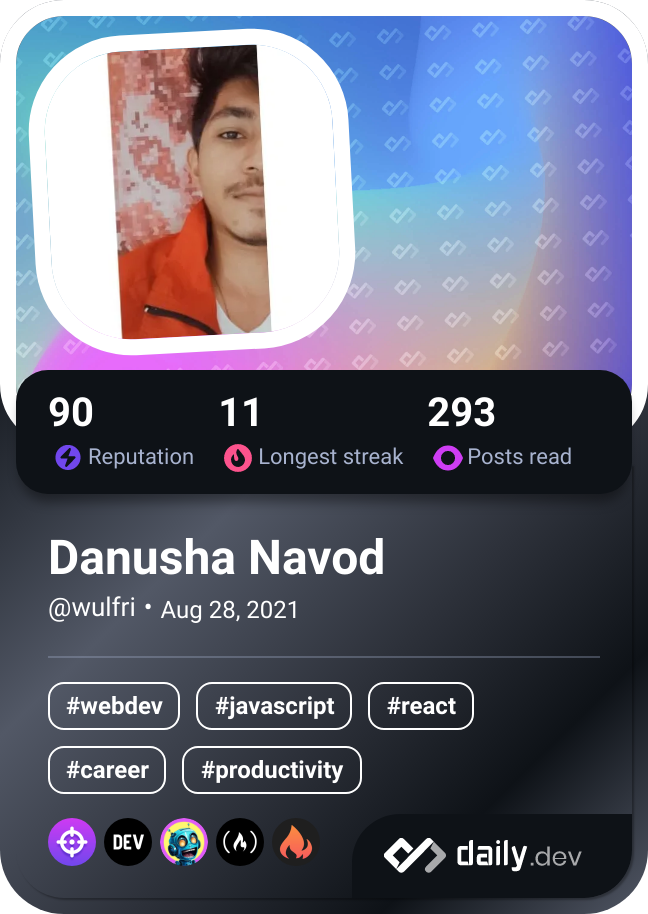 90 11 293
Reputation Longest streak Posts read
Danusha Navod
@wulfri • Aug 28, 2021
#webdev #javascript #react
#career #productivity
DEV
daily.dev